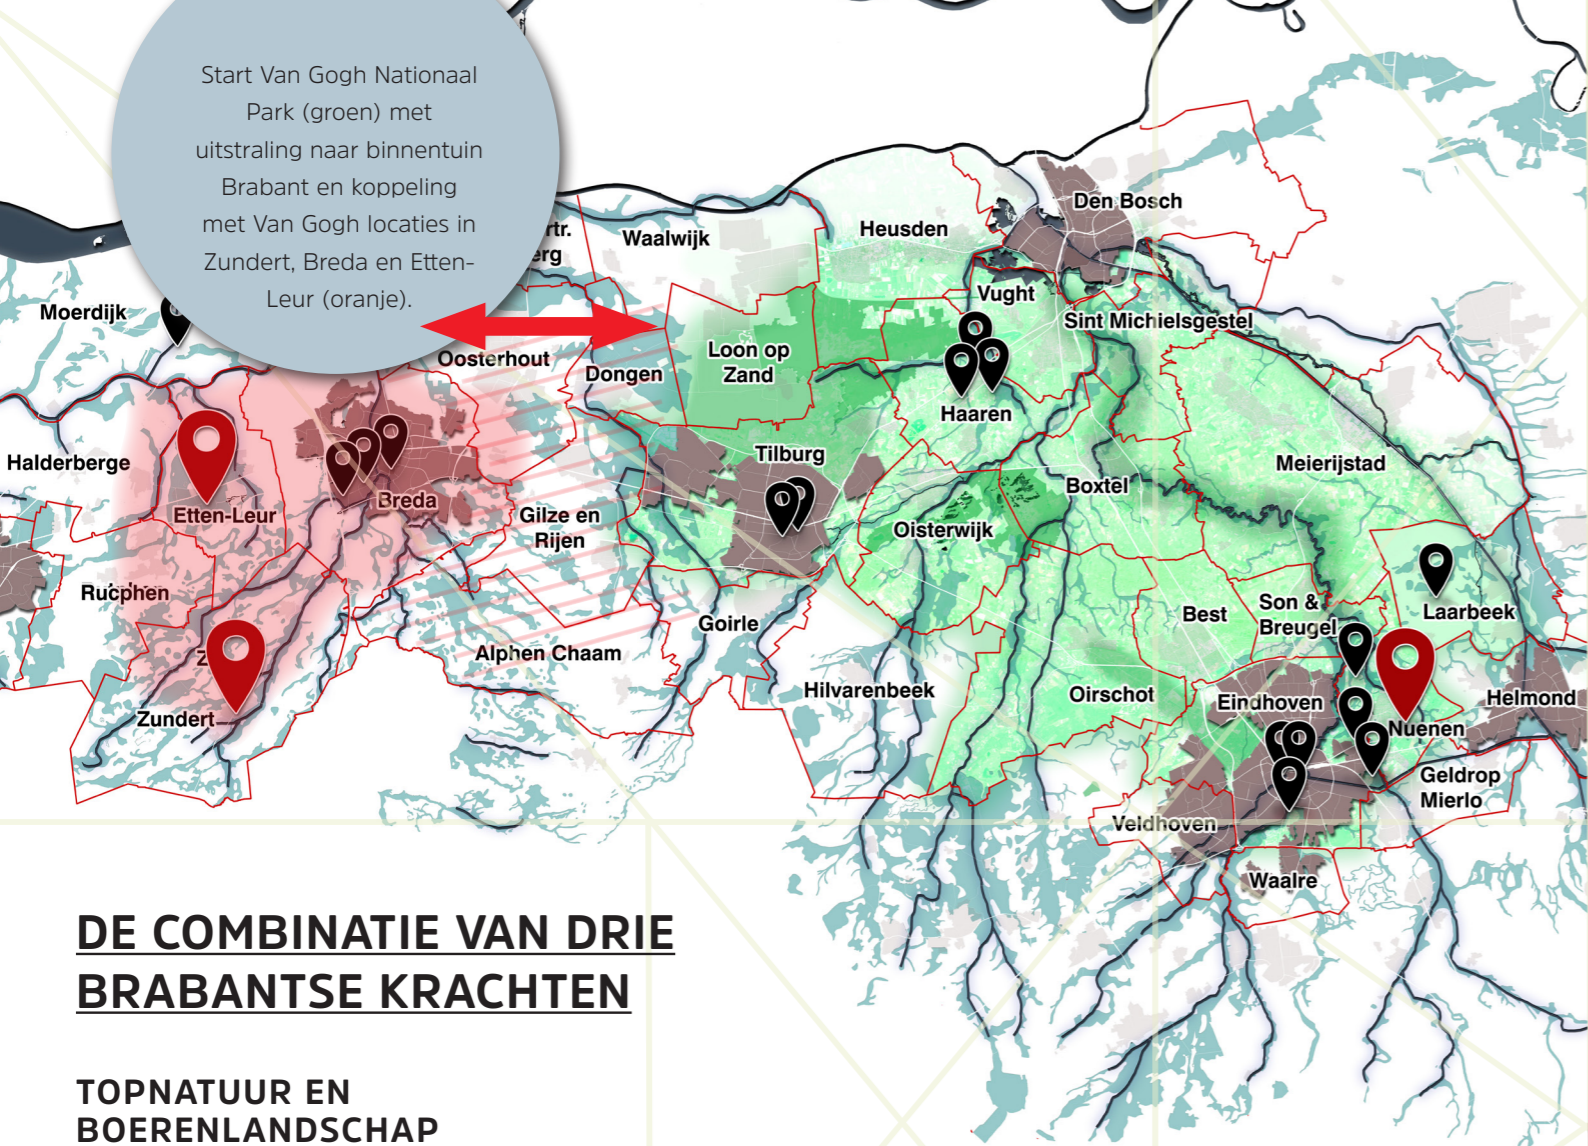 Start Van Gogh Nationaal
Park (groen) met
uitstraling naar binnentuin
Brabant en koppeling
met Van Gogh locaties in
Zundert, Breda en Etten-
Leur (oranje).
Den Bosch
Heusden
Waalwijk
rtr.
erg
Vught
Moerdijk
Sint Michielsgestel
Loon op
Zand
Oosterhout
Dongen
Haaren
Tilburg
Halderberge
Meierijstad
Boxtel
Breda
Etten-Leur
Gilze en
Rijen
Oisterwijk
Rucphen
Son &
Breugel
Best
Laarbeek
Goirle
Alphen Chaam
Z
Hilvarenbeek
Oirschot
Eindhoven
Helmond
Zundert
Nuenen
Geldrop
Mierlo
Veldhoven
Waalre
DE COMBINATIE VAN DRIE
BRABANTSE KRACHTEN
TOPNATUUR EN
BOERENLANDSCHAP